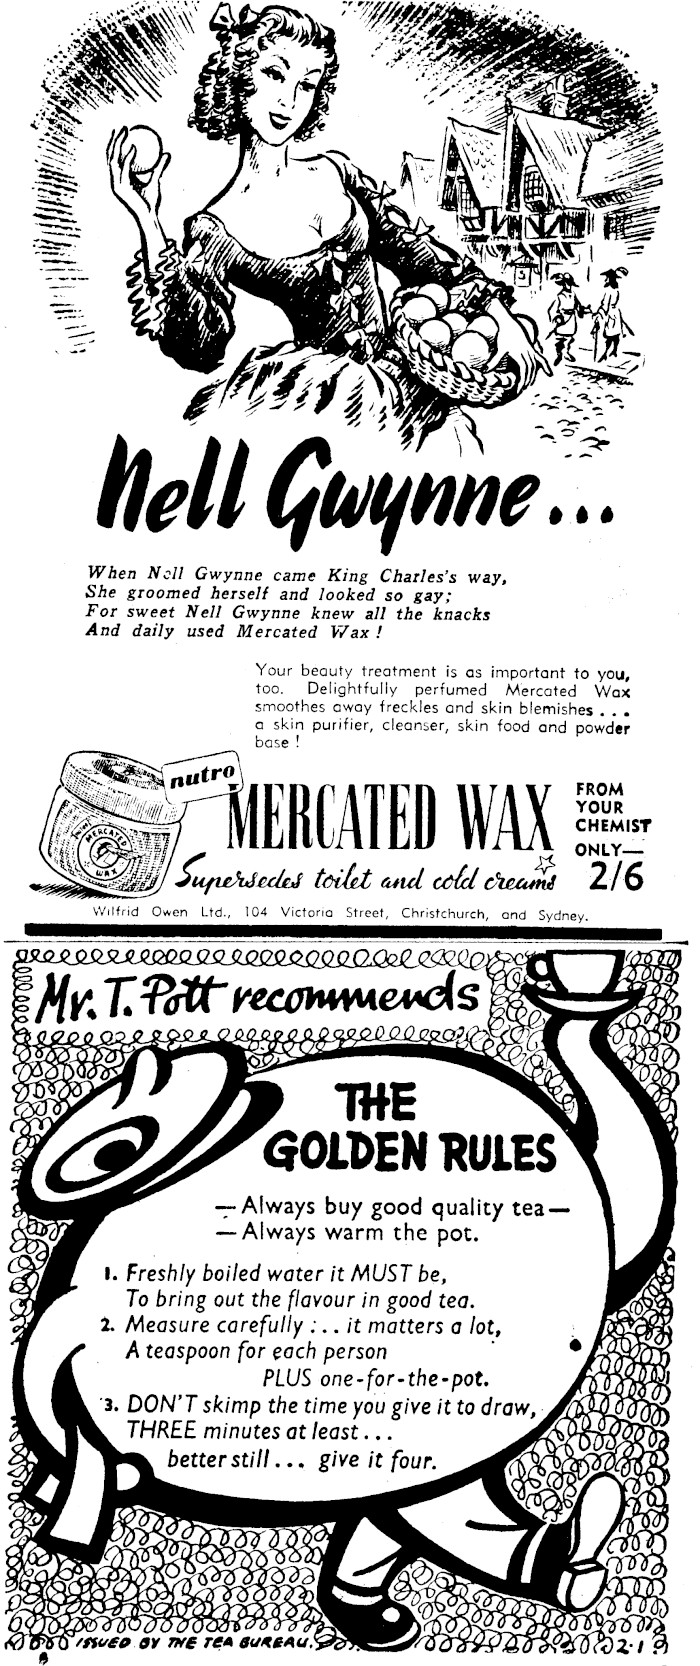 Nell Gwynne...
When Nell Gwynne came King Charles's way,
She groomed herself and looked so gay;
For sweet Nell Gwynne knew all the knacks
And daily used Mercated Wax !
Your beauty treatment is as important to you,
too. Delightfully perfumed Mercated Wax
smoothes away freckles and skin blemishes . . .
a skin purifier, cleanser, skin food and powder
base !
nutro
MERCATED WAX
MERCATED
WAX
Supersedes toilet and cold creams
FROM
YOUR
CHEMIST
ONLY—
2/6
Wilfrid Owen Ltd., 104 Victoria Street, Christchurch, and Sydney.
Mr. T. Pott recommends
THE
GOLDEN RULES
— Always buy good quality tea —
— Always warm the pot.
1. Freshly boiled water it MUST be,
To bring out the flavour in good tea.
2. Measure carefully : . . it matters a lot,
A teaspoon for each person
PLUS one-for-the-pot.
3. DON'T skimp the time you give it to draw,
THREE minutes at least . . .
better still . . . give it four.
ISSUED BY THE TEA BUREAU.